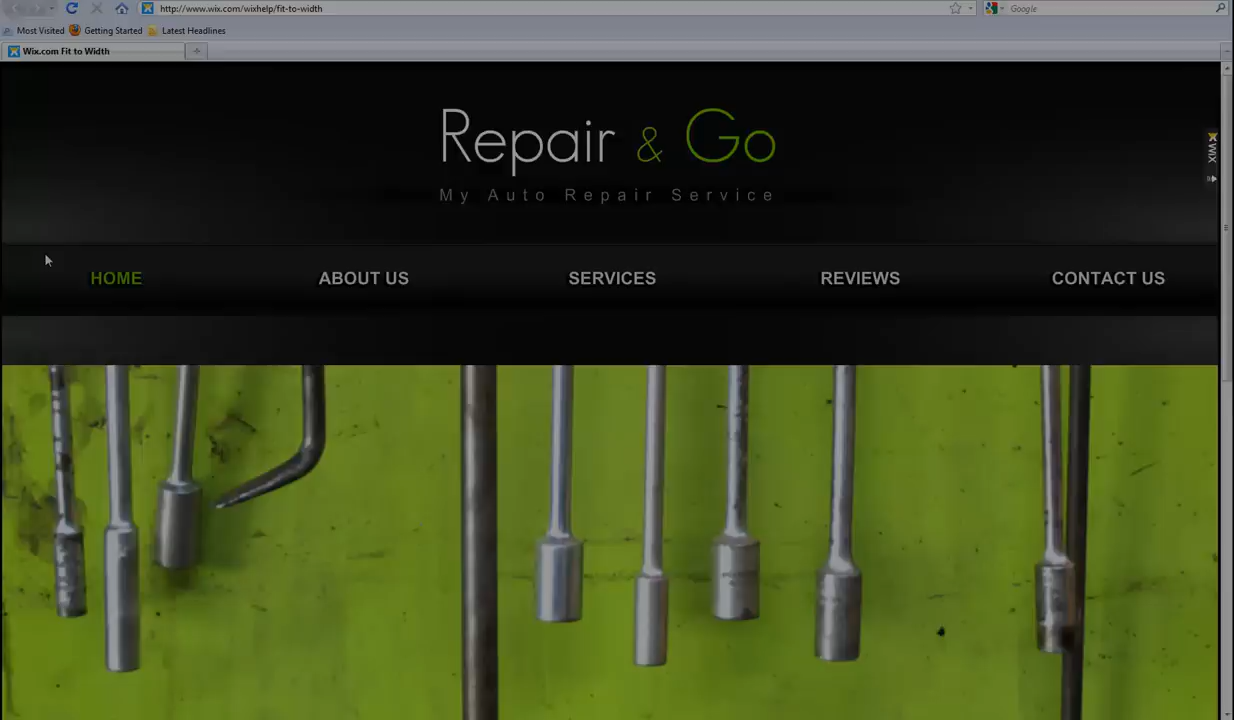 http://www.wix.com/wixhelp/fit-to-width
Google
Most Visited
Getting Started
Latest Headlines
Wix.com Fit to Width
Repair & Go
My Auto Repair Service
WIX
HOME
ABOUT US
SERVICES
REVIEWS
CONTACT US